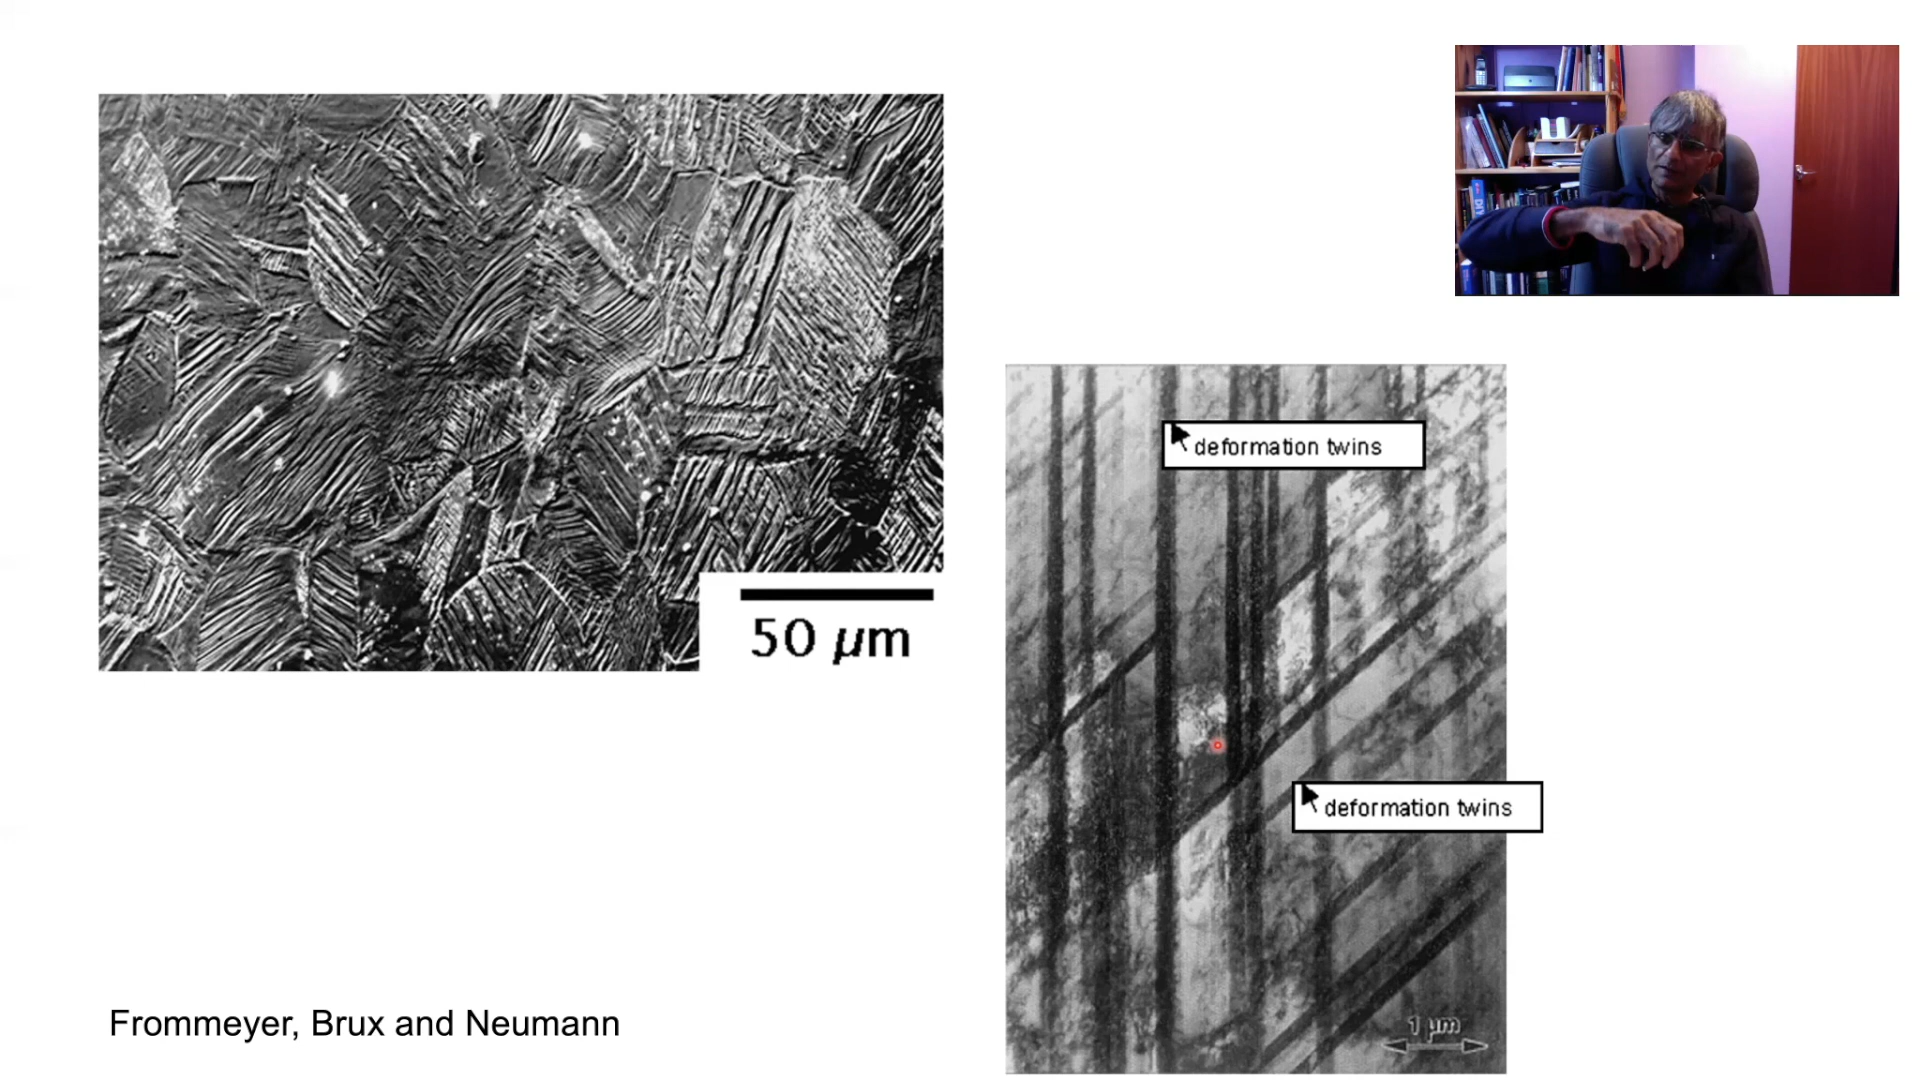 50 µm
deformation twins
deformation twins
1 µm
Frommeyer, Brux and Neumann